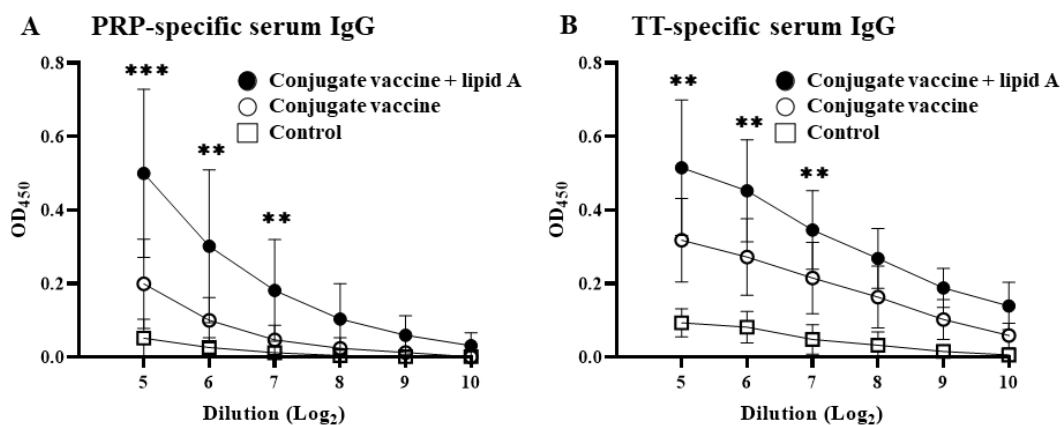 A PRP-specific serum IgG
0.8
0.6
0.4
0.2
0.0
OD450
***
**
**
Conjugate vaccine + lipid A
Conjugate vaccine
Control
5 6 7 8 9 10
Dilution (Log2)
B TT-specific serum IgG
0.8
0.6
0.4
0.2
0.0
OD450
**
**
**
Conjugate vaccine + lipid A
Conjugate vaccine
Control
5 6 7 8 9 10
Dilution (Log2)